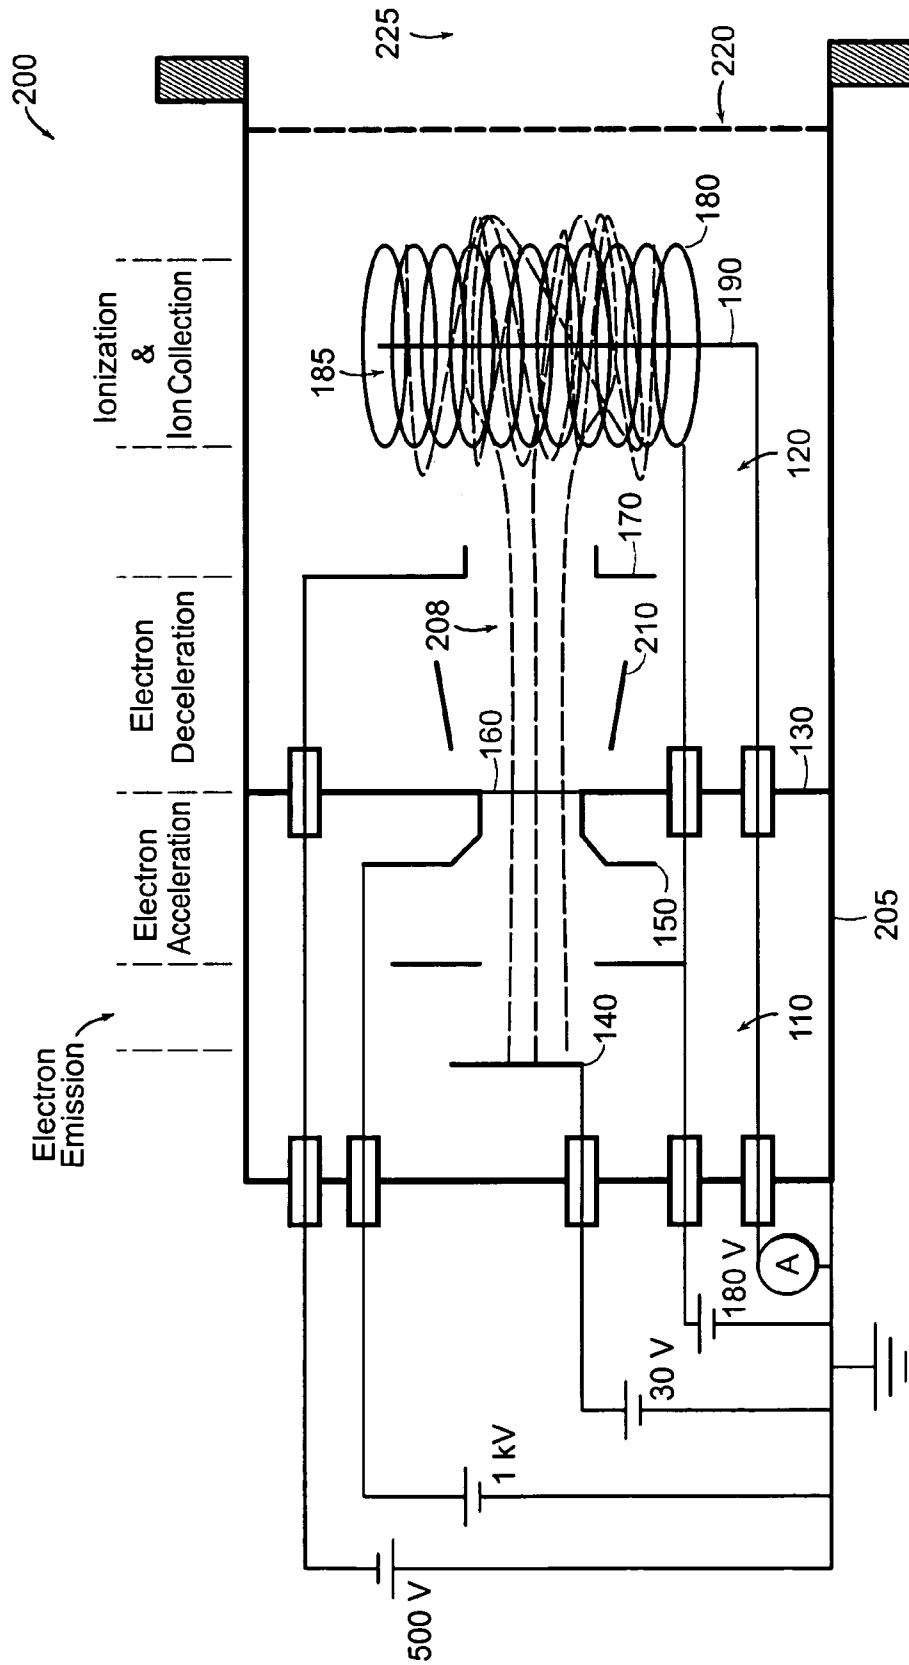 200
225
220
Electron
Emission
Electron
Acceleration
Electron
Deceleration
Ionization
&
Ion Collection
185
180
190
208
210
170
120
160
130
150
140
110
205
500 V
1 kV
30 V
180 V
A